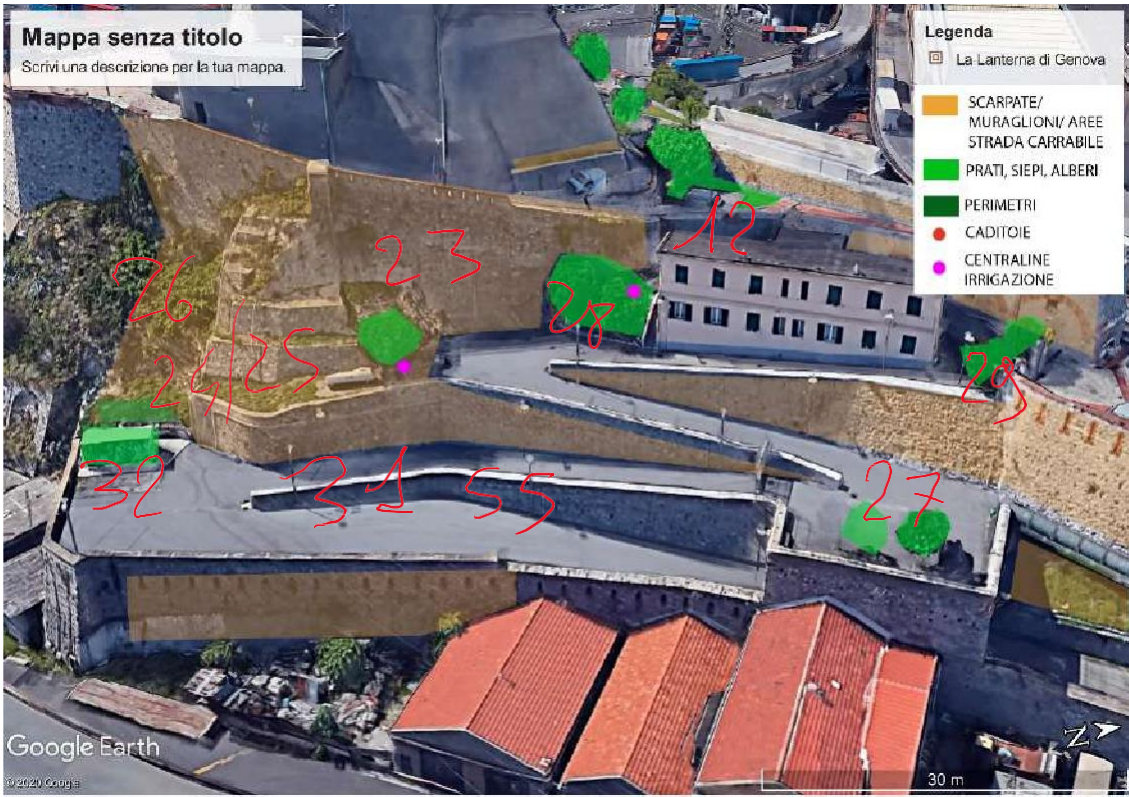 Mappa senza titolo
Scrivi una descrizione per la tua mappa.
Legenda
La Lanterna di Genova
SCARPATE/
MURAGLIONI/ AREE
STRADA CARRABILE
PRATI, SIEPI, ALBERI
PERIMETRI
CADITOIE
CENTRALINE
IRRIGAZIONE
12
23
26
28
24/25
29
32
31
55
27
Google Earth
© 2020 Google
N
30 m